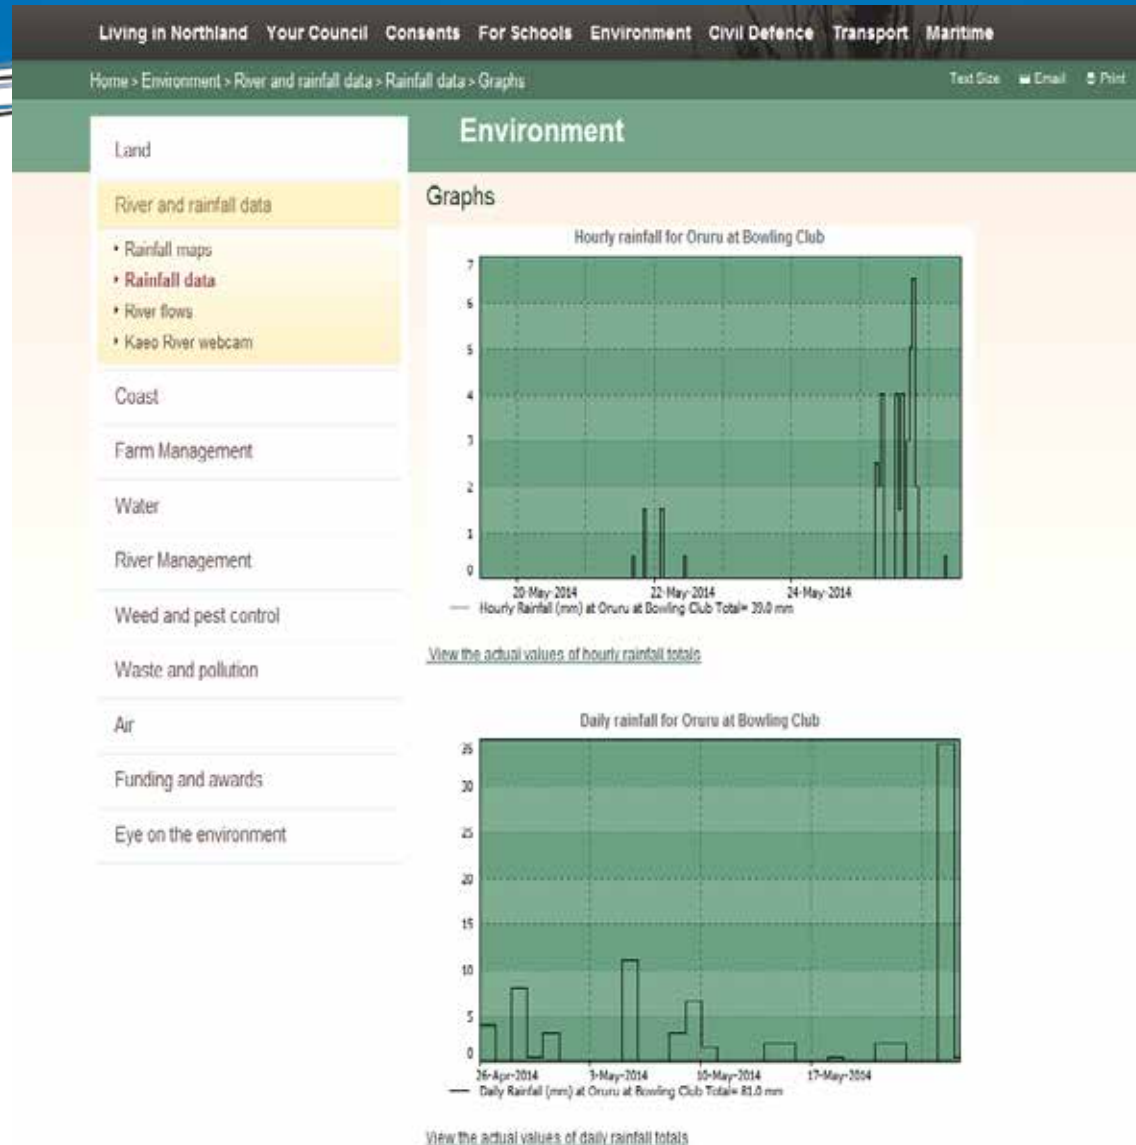 Living in Northland Your Council Consents For Schools Environment Civil Defence Transport Maritime
Home > Environment > River and rainfall data > Rainfall data > Graphs
Text Size Email Print
Environment
Land
River and rainfall data
• Rainfall maps
• Rainfall data
• River flows
• Kaeo River webcam
Coast
Farm Management
Water
River Management
Weed and pest control
Waste and pollution
Air
Funding and awards
Eye on the environment
Graphs
Hourly rainfall for Oruru at Bowling Club
7
6
5
4
3
2
1
0
20-May-2014 22-May-2014 24-May-2014
Hourly Rainfall (mm) at Oruru at Bowling Club Total= 39.0 mm
View the actual values of hourly rainfall totals
Daily rainfall for Oruru at Bowling Club
35
30
25
20
15
10
5
0
26-Apr-2014 3-May-2014 10-May-2014 17-May-2014
Daily Rainfall (mm) at Oruru at Bowling Club Total= 81.0 mm
View the actual values of daily rainfall totals